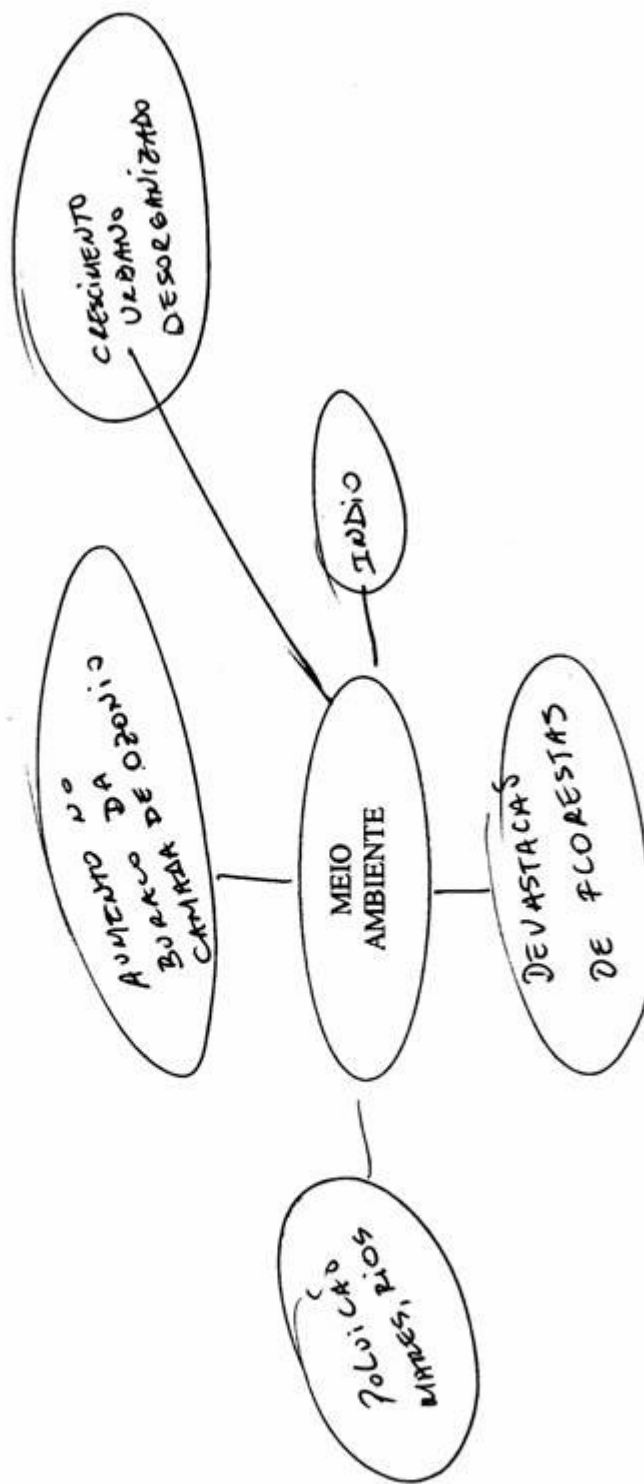 CRESCIMENTO
URBANO
DESORGANIZADO
AUMENTO NO
BURACO DA
CAMADA DE OZONIO
INDIO
MEIO
AMBIENTE
POLUIÇÃO
MARES, RIOS
DEVASTAÇÃO
DE FLORESTAS